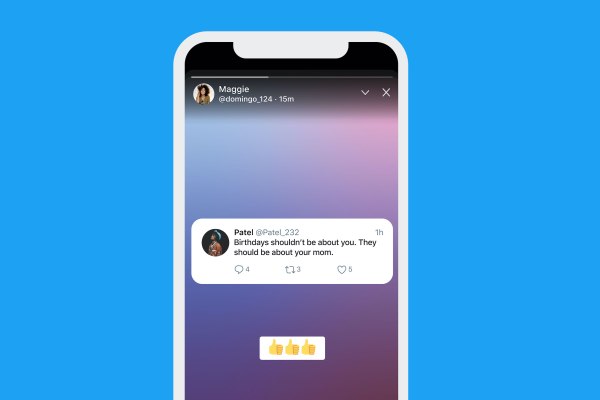 Maggie
@domingo_124 · 15m
Patel @Patel_232 1h
Birthdays shouldn't be about you. They
should be about your mom.
4 3 5
👍👍👍